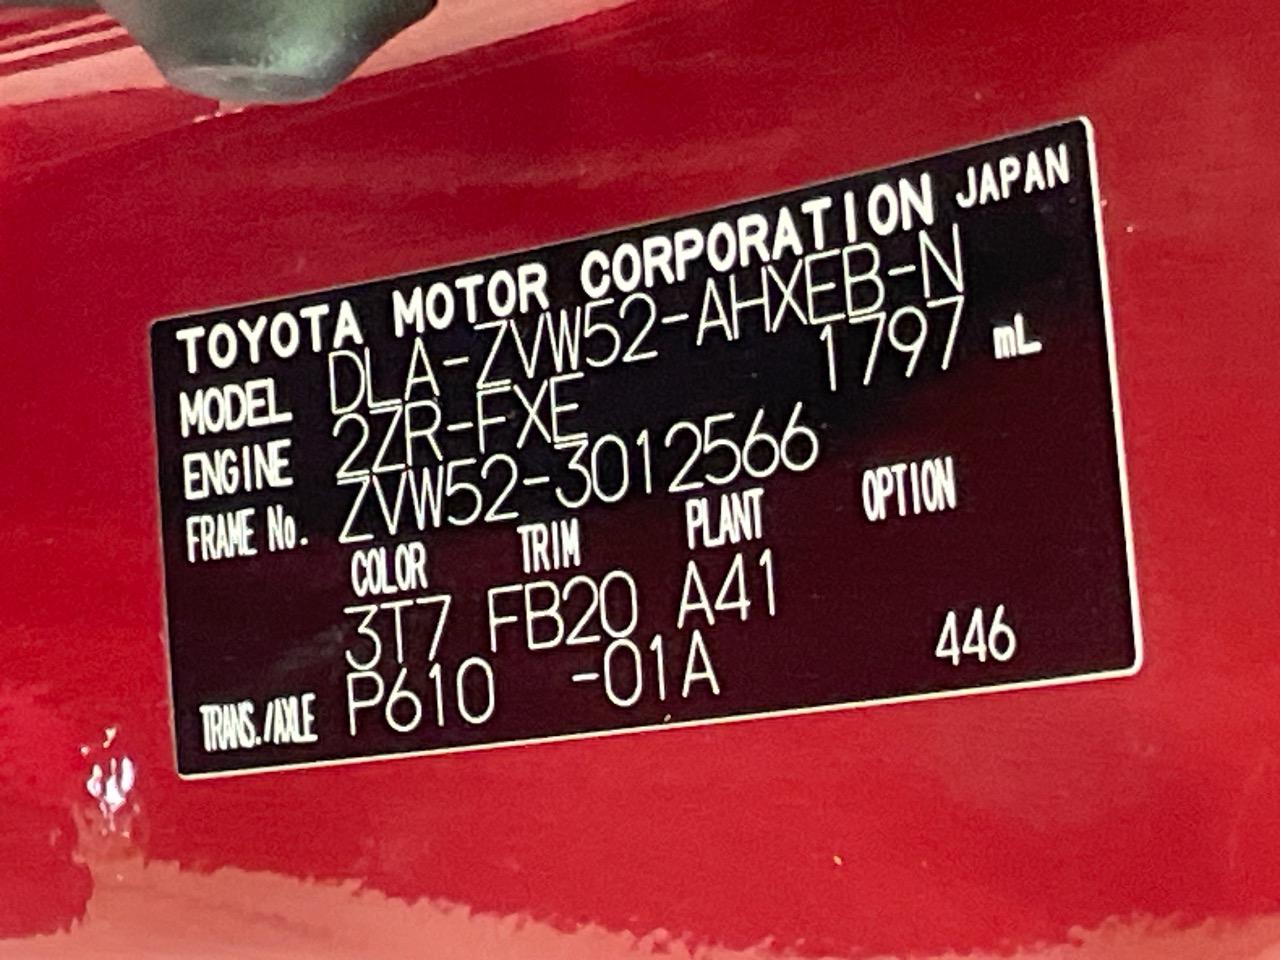 TOYOTA MOTOR CORPORATION JAPAN
MODEL DLA-ZVW52-AHXEB-N
ENGINE 2ZR-FXE 1797 mL
FRAME No. ZVW52-3012566
COLOR TRIM PLANT OPTION
3T7 FB20 A41
TRANS./AXLE P610 -01A 446